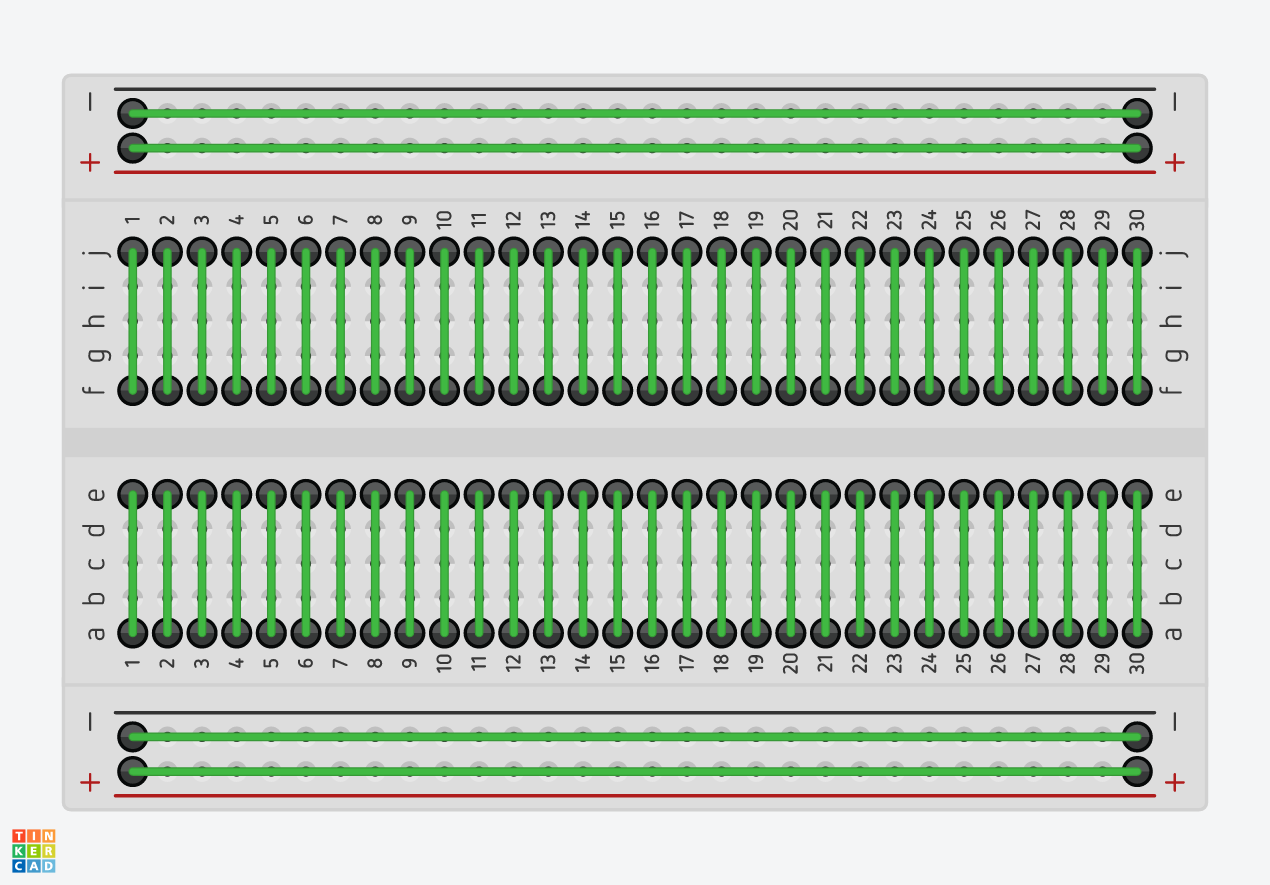 − −
+ +
1 2 3 4 5 6 7 8 9 10 11 12 13 14 15 16 17 18 19 20 21 22 23 24 25 26 27 28 29 30
j j
i i
h h
g g
f f
e e
d d
c c
b b
a a
1 2 3 4 5 6 7 8 9 10 11 12 13 14 15 16 17 18 19 20 21 22 23 24 25 26 27 28 29 30
− −
+ +
TIN
KER
CAD